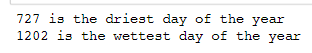 727 is the driest day of the year
1202 is the wettest day of the year